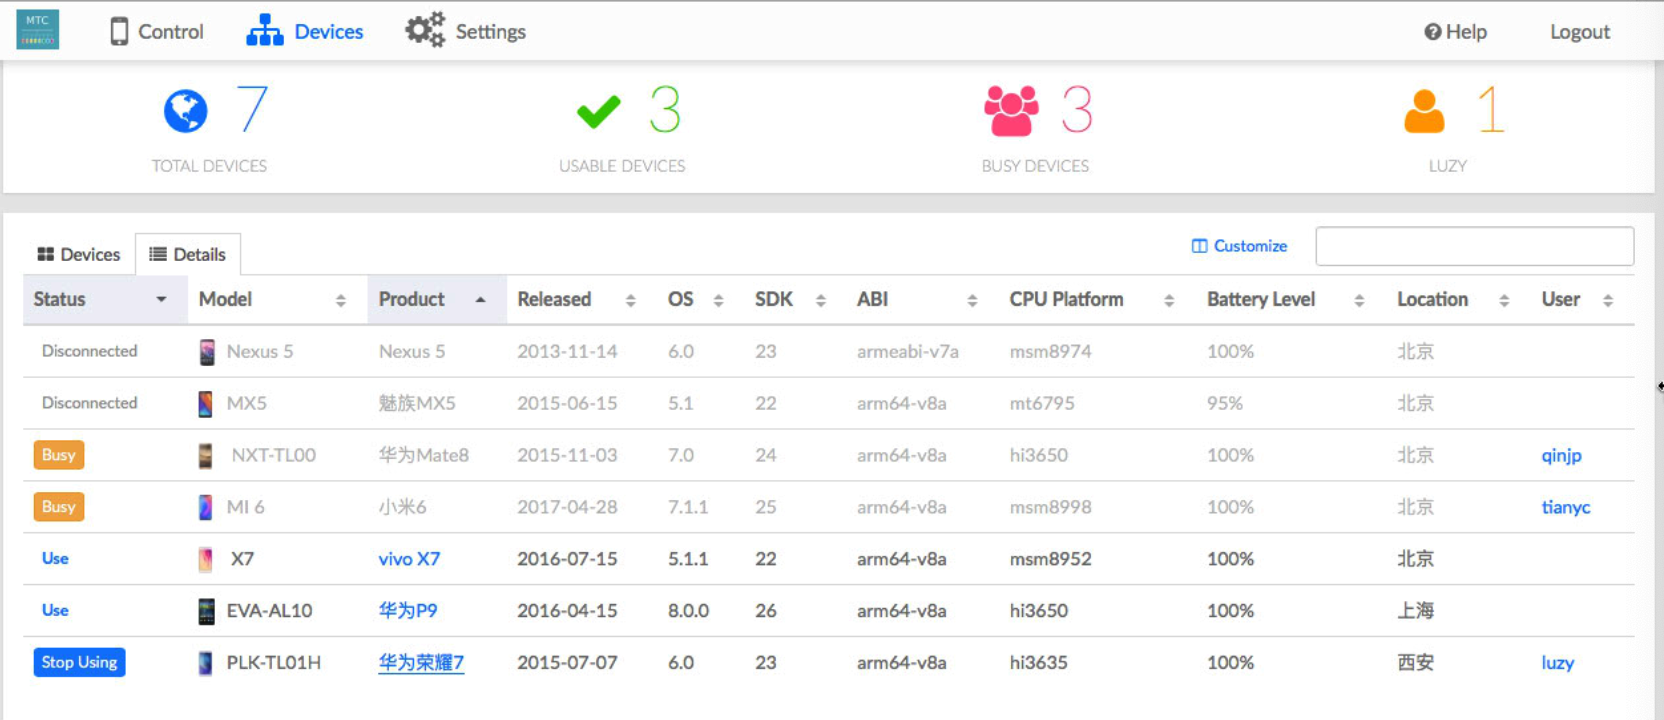 MTC
Control Devices Settings Help Logout
7 3 3 1
TOTAL DEVICES USABLE DEVICES BUSY DEVICES LUZY
Devices Details Customize
Status Model Product Released OS SDK ABI CPU Platform Battery Level Location User
Disconnected Nexus 5 Nexus 5 2013-11-14 6.0 23 armeabi-v7a msm8974 100% 北京
Disconnected MX5 魅族MX5 2015-06-15 5.1 22 arm64-v8a mt6795 95% 北京
Busy NXT-TL00 华为Mate8 2015-11-03 7.0 24 arm64-v8a hi3650 100% 北京 qinjp
Busy MI 6 小米6 2017-04-28 7.1.1 25 arm64-v8a msm8998 100% 北京 tianyc
Use X7 vivo X7 2016-07-15 5.1.1 22 arm64-v8a msm8952 100% 北京
Use EVA-AL10 华为P9 2016-04-15 8.0.0 26 arm64-v8a hi3650 100% 上海
Stop Using PLK-TL01H 华为荣耀7 2015-07-07 6.0 23 arm64-v8a hi3635 100% 西安 luzy